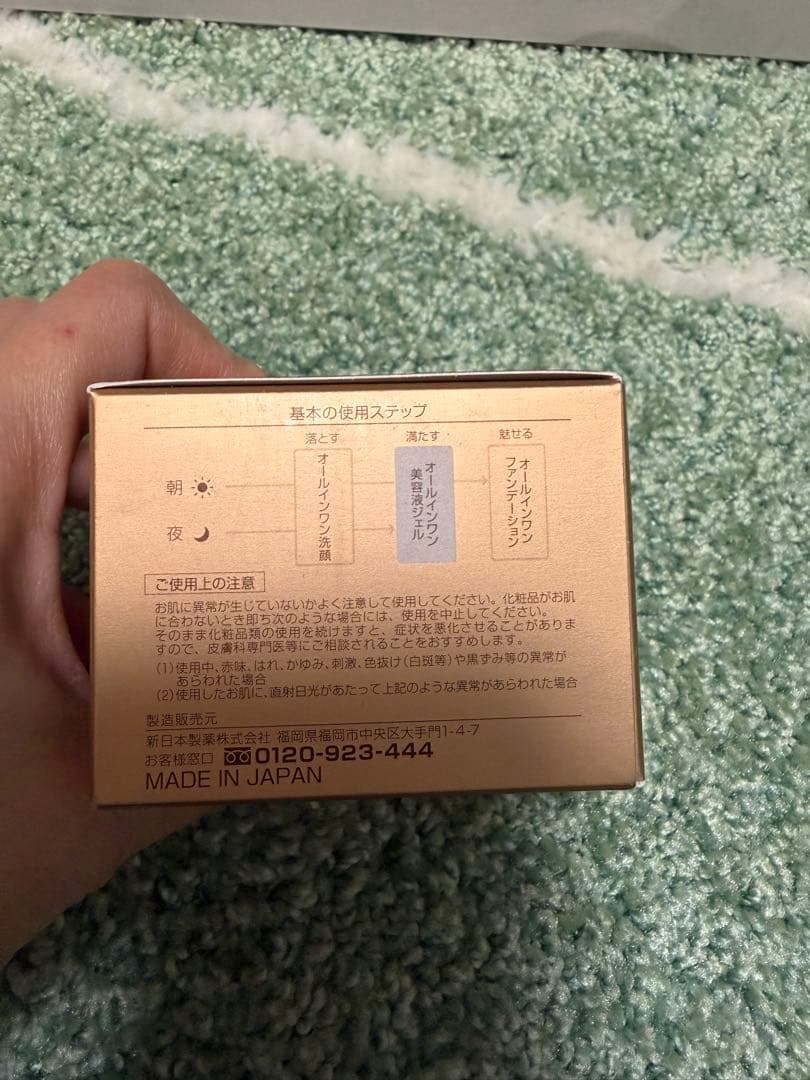 基本の使用ステップ
落とす 満たす 魅せる
朝
夜
オールインワン洗顔
オールインワン
美容液ジェル
オールインワン
ファンデーション
ご使用上の注意
お肌に異常が生じていないかよく注意して使用してください。化粧品がお肌
に合わないとき即ち次のような場合には、使用を中止してください。
そのまま化粧品類の使用を続けますと、症状を悪化させることがありま
すので、皮膚科専門医等にご相談されることをおすすめします。
(1)使用中、赤味、はれ、かゆみ、刺激、色抜け(白斑等)や黒ずみ等の異常が
あらわれた場合
(2)使用したお肌に、直射日光があたって上記のような異常があらわれた場合
製造販売元
新日本製薬株式会社 福岡県福岡市中央区大手門1-4-7
お客様窓口 0120-923-444
MADE IN JAPAN